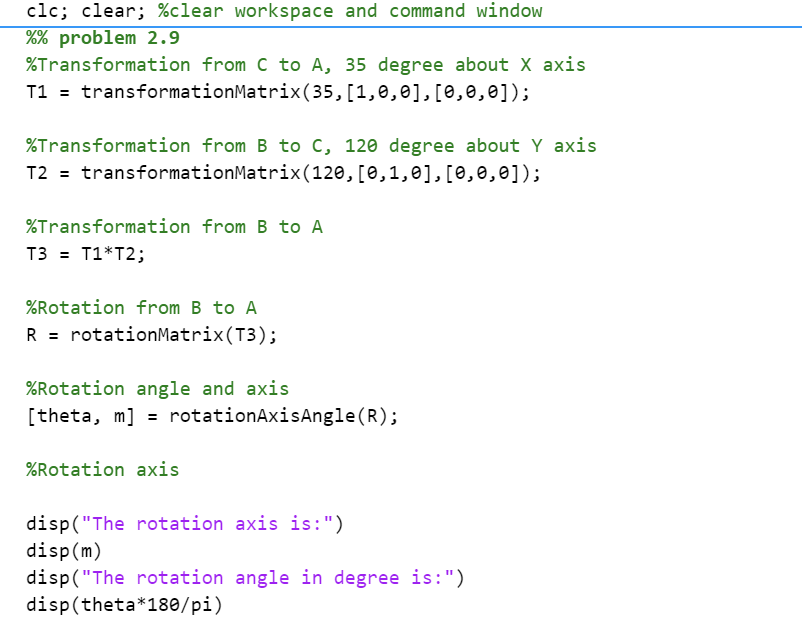 clc; clear; %clear workspace and command window
%% problem 2.9
%Transformation from C to A, 35 degree about X axis
T1 = transformationMatrix(35,[1,0,0],[0,0,0]);
%Transformation from B to C, 120 degree about Y axis
T2 = transformationMatrix(120,[0,1,0],[0,0,0]);
%Transformation from B to A
T3 = T1*T2;
%Rotation from B to A
R = rotationMatrix(T3);
%Rotation angle and axis
[theta, m] = rotationAxisAngle(R);
%Rotation axis
disp("The rotation axis is:")
disp(m)
disp("The rotation angle in degree is:")
disp(theta*180/pi)